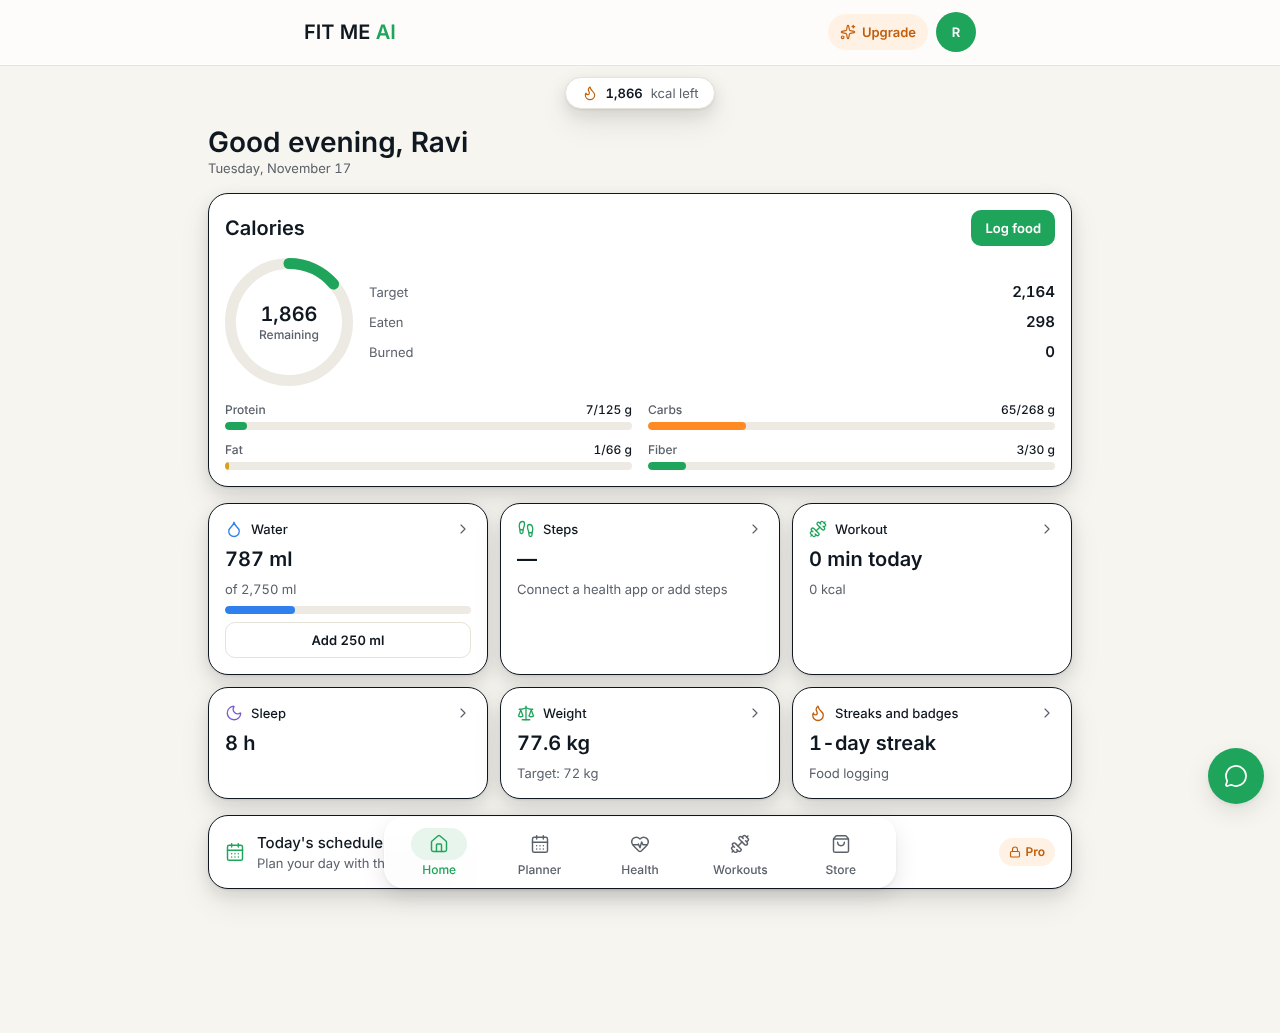 FIT ME AI
Upgrade
R
1,866 kcal left
Good evening, Ravi
Tuesday, November 17
Calories
Log food
1,866
Remaining
Target 2,164
Eaten 298
Burned 0
Protein 7/125 g
Carbs 65/268 g
Fat 1/66 g
Fiber 3/30 g
Water
787 ml
of 2,750 ml
Add 250 ml
Steps
—
Connect a health app or add steps
Workout
0 min today
0 kcal
Sleep
8 h
Weight
77.6 kg
Target: 72 kg
Streaks and badges
1-day streak
Food logging
Today's schedule
Plan your day with th
Pro
Home
Planner
Health
Workouts
Store